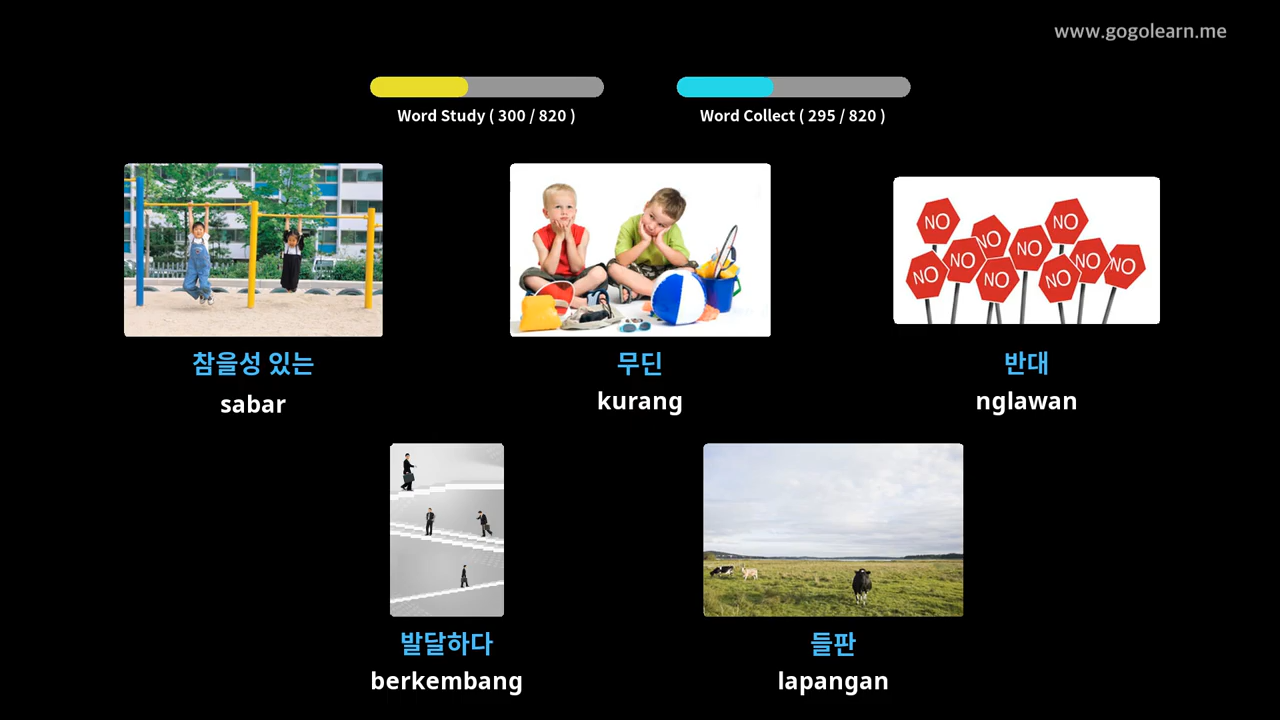 www.gogolearn.me
Word Study ( 300 / 820 )
Word Collect ( 295 / 820 )
NO
NO
NO
NO
NO
NO
NO
NO
NO
NO
참을성 있는
sabar
무딘
kurang
반대
nglawan
발달하다
berkembang
들판
lapangan